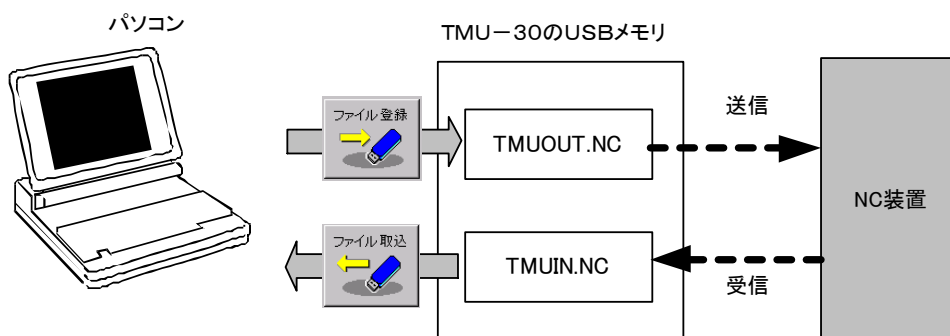 パソコン
TMU－30のUSBメモリ
ファイル登録
TMUOUT.NC
送信
NC装置
ファイル取込
TMUIN.NC
受信